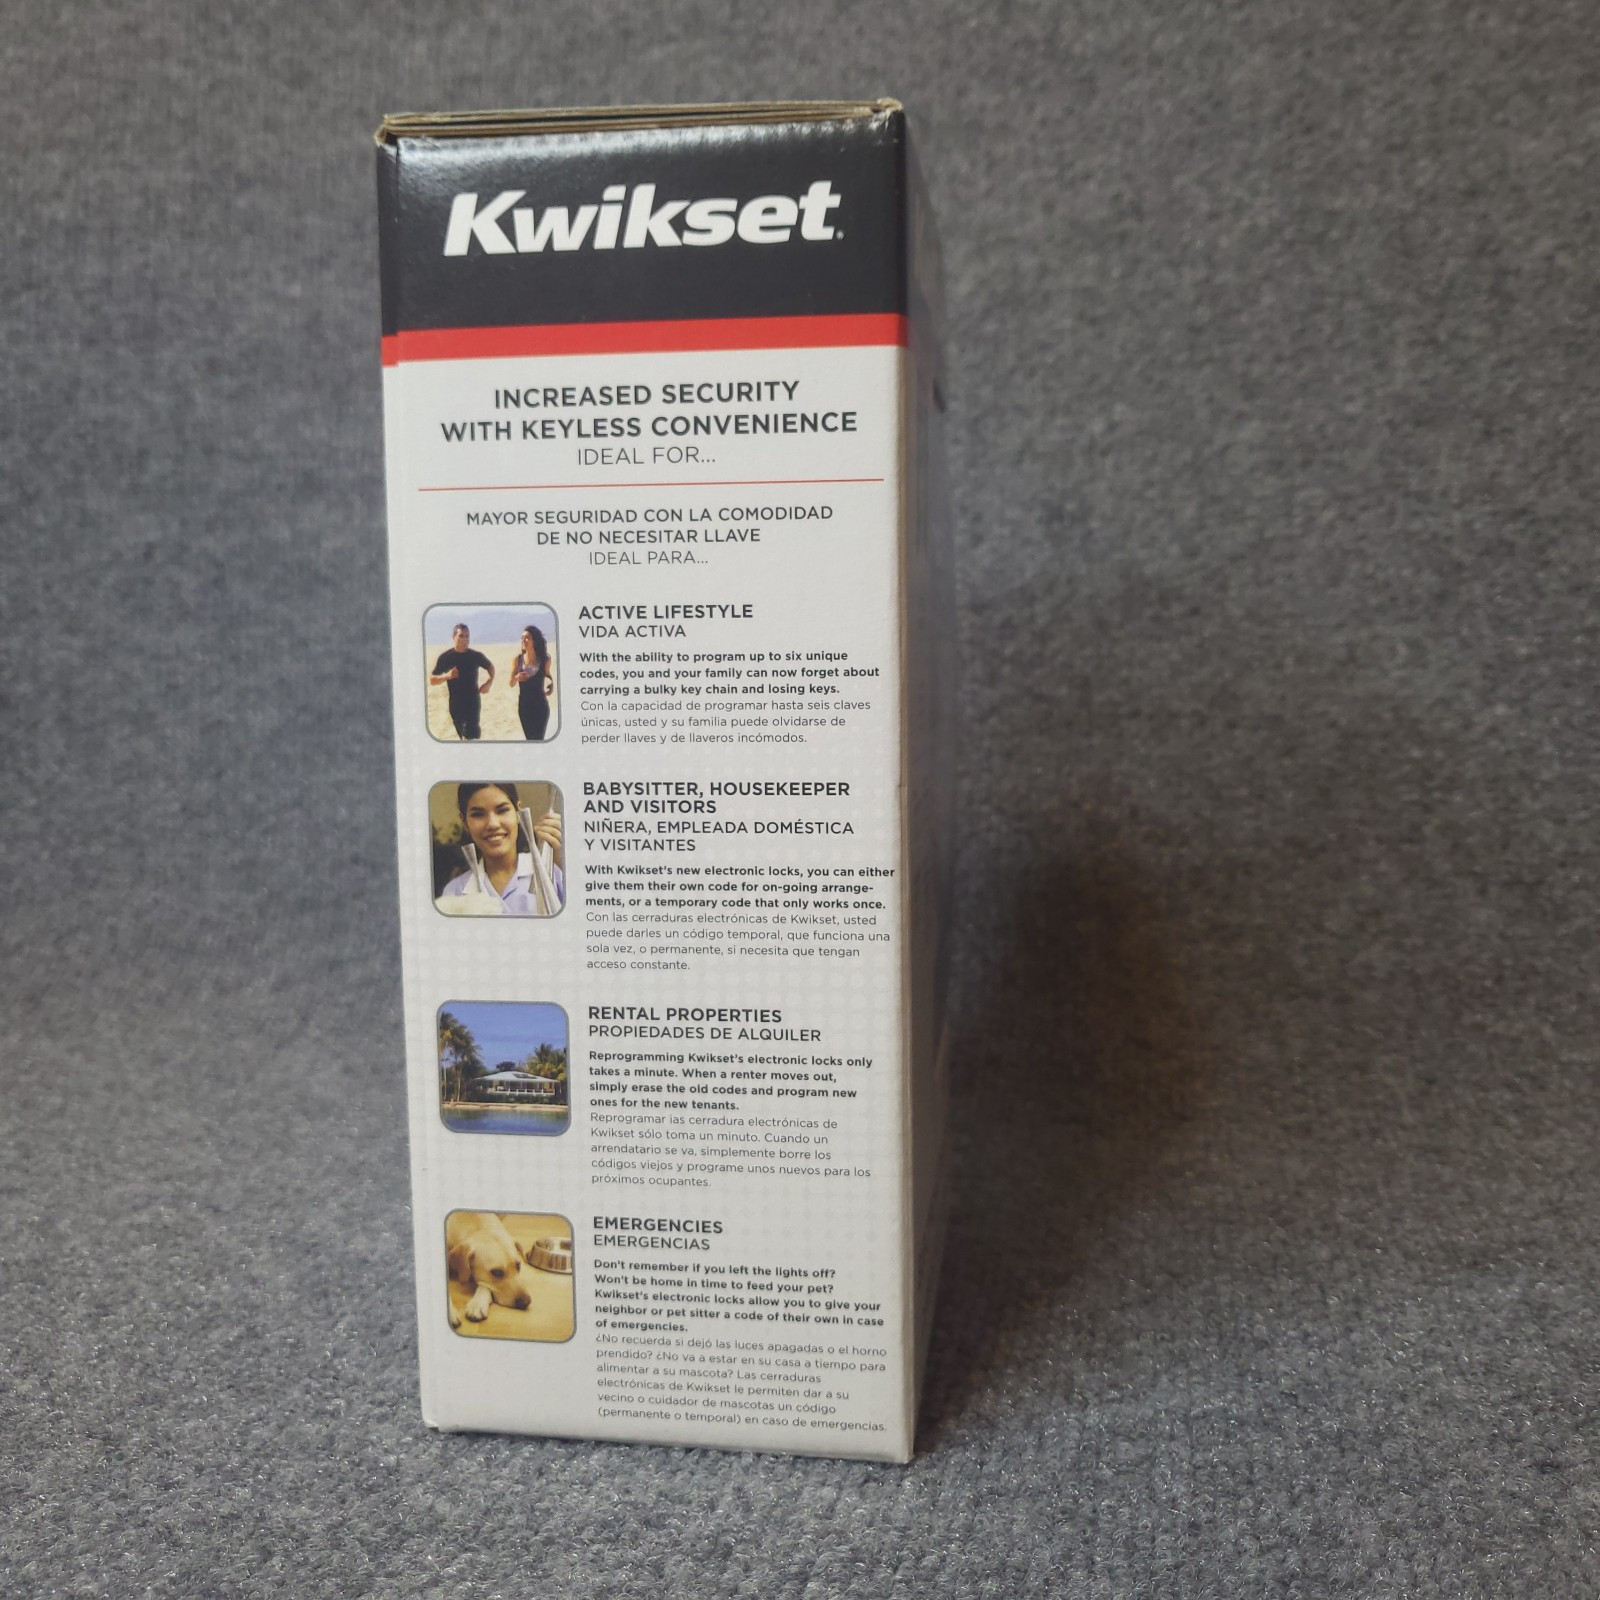 Kwikset.
INCREASED SECURITY
WITH KEYLESS CONVENIENCE
IDEAL FOR...
MAYOR SEGURIDAD CON LA COMODIDAD
DE NO NECESITAR LLAVE
IDEAL PARA...
ACTIVE LIFESTYLE
VIDA ACTIVA
With the ability to program up to six unique
codes, you and your family can now forget about
carrying a bulky key chain and losing keys.
Con la capacidad de programar hasta seis claves
únicas, usted y su familia puede olvidarse de
perder llaves y de llaveros incómodos.
BABYSITTER, HOUSEKEEPER
AND VISITORS
NIÑERA, EMPLEADA DOMÉSTICA
Y VISITANTES
With Kwikset's new electronic locks, you can either
give them their own code for on-going arrange-
ments, or a temporary code that only works once.
Con las cerraduras electrónicas de Kwikset, usted
puede darles un código temporal, que funciona una
sola vez, o permanente, si necesita que tengan
acceso constante.
RENTAL PROPERTIES
PROPIEDADES DE ALQUILER
Reprogramming Kwikset's electronic locks only
takes a minute. When a renter moves out,
simply erase the old codes and program new
ones for the new tenants.
Reprogramar las cerradura electrónicas de
Kwikset sólo toma un minuto. Cuando un
arrendatario se va, simplemente borre los
códigos viejos y programe unos nuevos para los
próximos ocupantes.
EMERGENCIES
EMERGENCIAS
Don't remember if you left the lights off?
Won't be home in time to feed your pet?
Kwikset's electronic locks allow you to give your
neighbor or pet sitter a code of their own in case
of emergencies.
¿No recuerda si dejó las luces apagadas o el horno
prendido? ¿No va a estar en su casa a tiempo para
alimentar a su mascota? Las cerraduras
electrónicas de Kwikset le permiten dar a su
vecino o cuidador de mascotas un código
(permanente o temporal) en caso de emergencias.